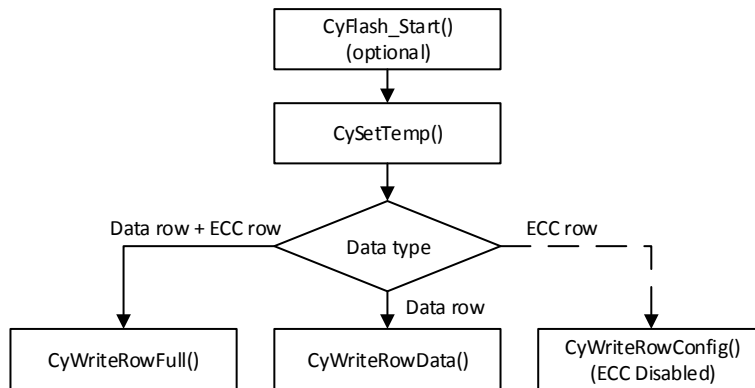 CyFlash_Start()
(optional)
CySetTemp()
Data row + ECC row
ECC row
Data type
Data row
CyWriteRowFull()
CyWriteRowData()
CyWriteRowConfig()
(ECC Disabled)